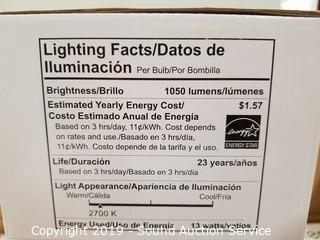 Lighting Facts/Datos de
Iluminación Per Bulb/Por Bombilla
Brightness/Brillo 1050 lumens/lúmenes
Estimated Yearly Energy Cost/ $1.57
Costo Estimado Anual de Energía
Based on 3 hrs/day, 11¢/kWh. Cost depends
on rates and use./Basado en 3 hrs/día,
11¢/kWh. Costo depende de la tarifa y el uso.
energy
ENERGY STAR
Life/Duración 23 years/años
Based on 3 hrs/day/Basado en 3 hrs/día
Light Appearance/Apariencia de Iluminación
Warm/Cálida Cool/Fría
2700 K
Energy Used/Uso de Energía watts/vatios
Copyright 2019 - Sound Auction Service